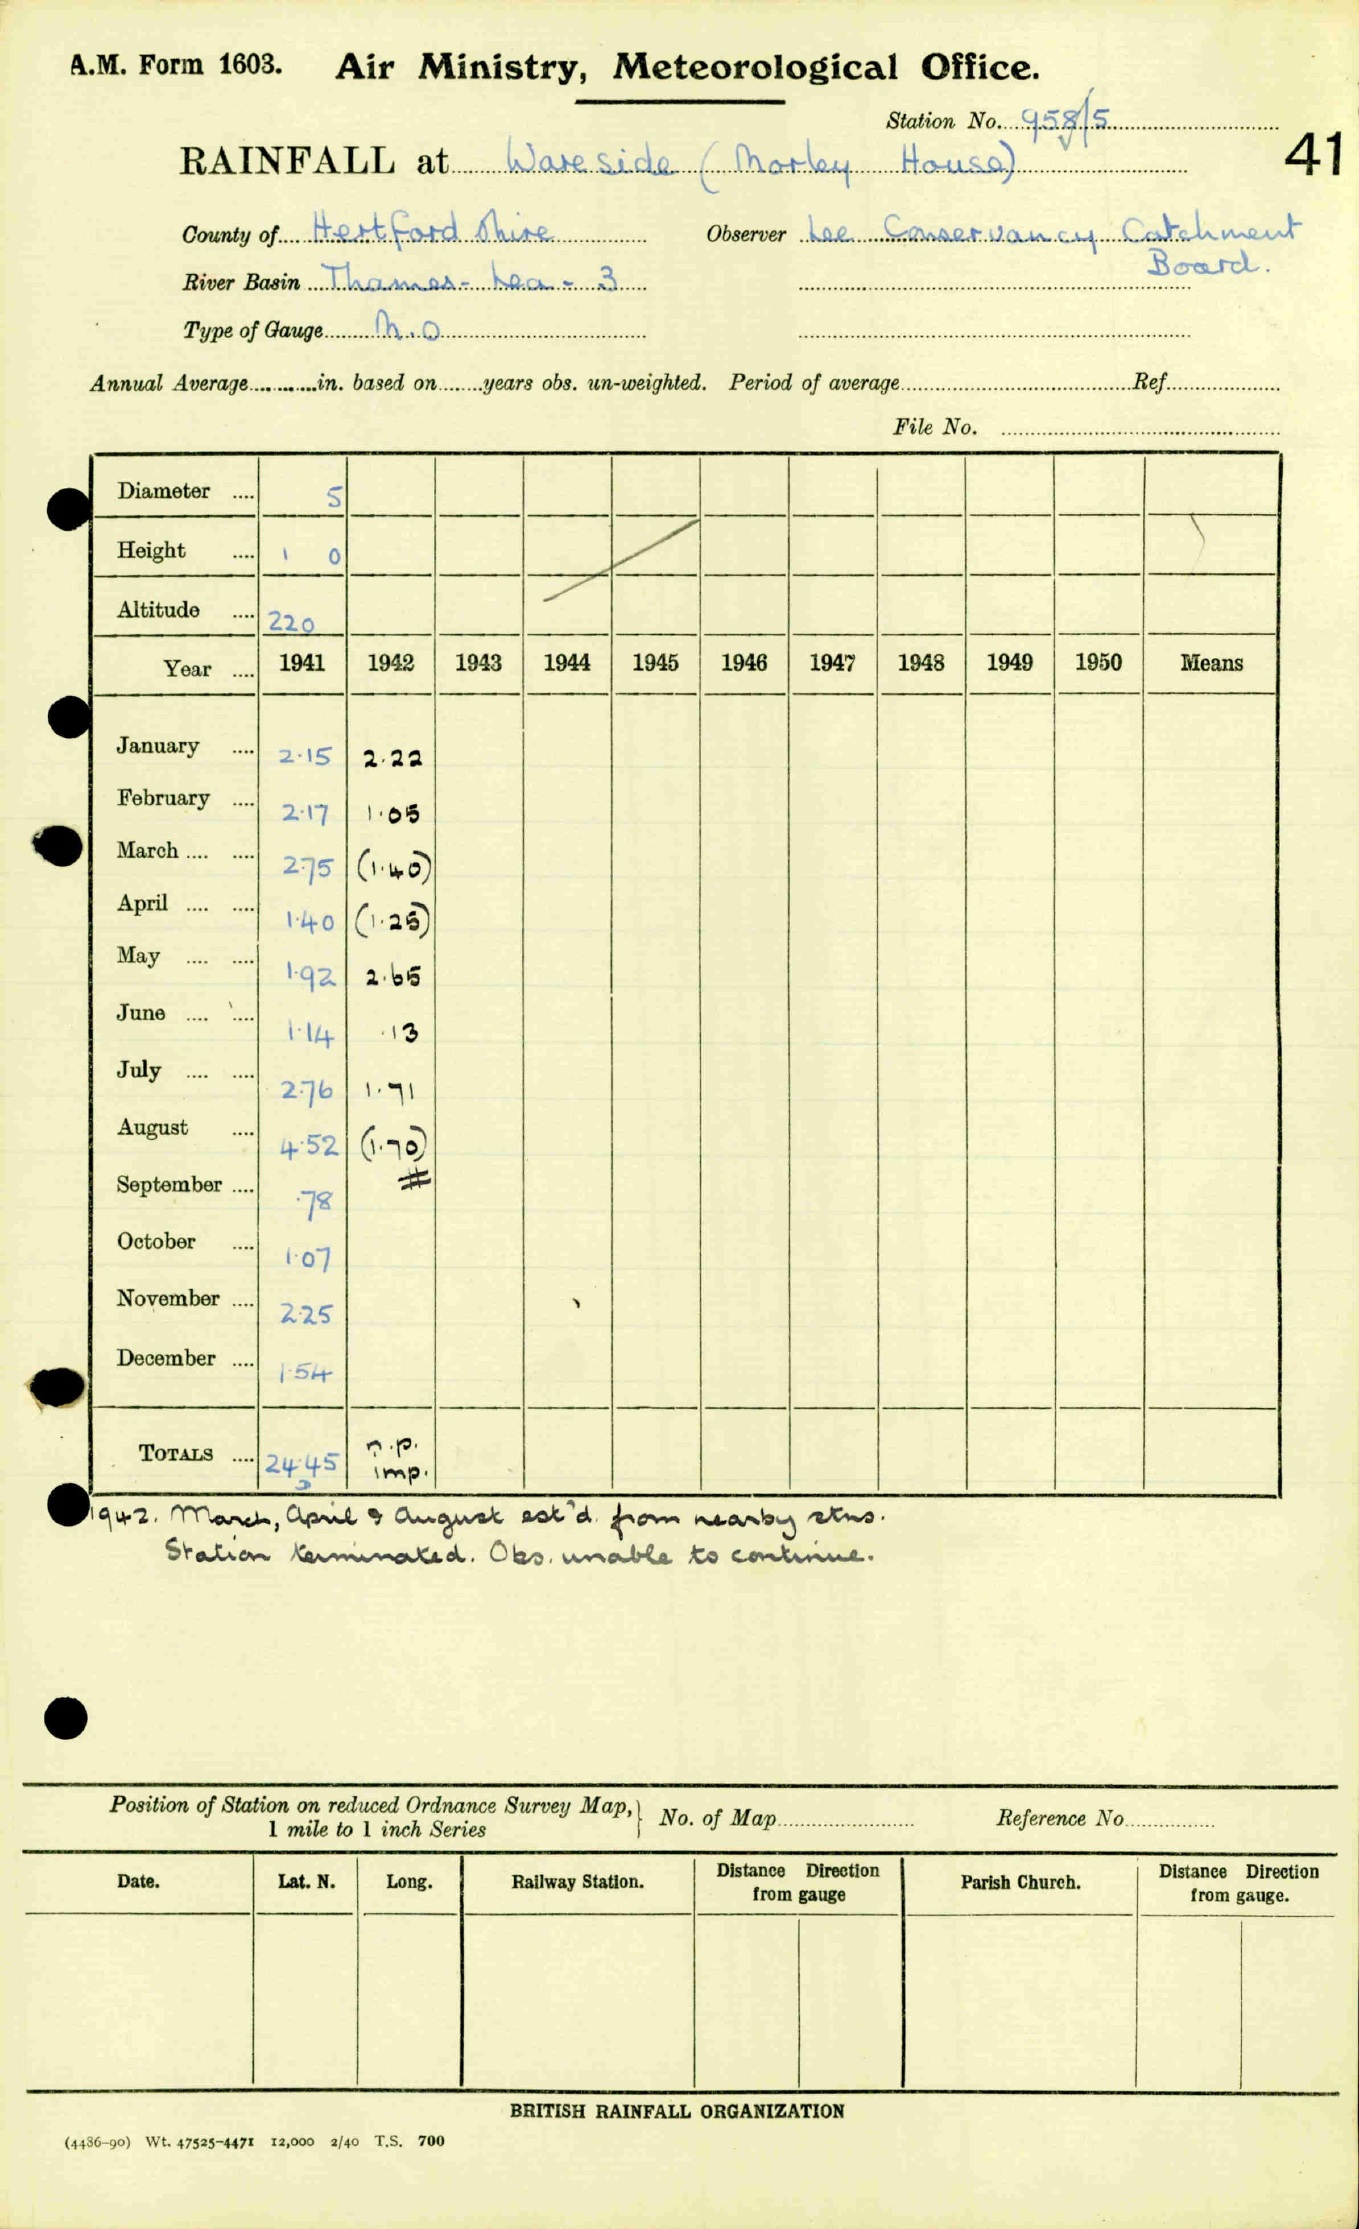 A.M. Form 1603. Air Ministry, Meteorological Office.
Station No. 958/5
41
RAINFALL at Wareside (Morley House)
County of Hertfordshire Observer Lee Conservancy Catchment
Board.
River Basin Thames - Lea - 3
Type of Gauge M.O
Annual Average............in. based on........years obs. un-weighted. Period of average........ Ref........
File No. ........
Diameter .... 5
Height .... 1 0
Altitude .... 220
Year .... 1941 1942 1943 1944 1945 1946 1947 1948 1949 1950 Means
January .... 2.15 2.22
February .... 2.17 1.05
March .... .... 2.75 (1.40)
April .... .... 1.40 (1.25)
May .... .... 1.92 2.65
June .... .... 1.14 .13
July .... .... 2.76 1.71
August .... 4.52 (1.70)
#
September .... .78
October .... 1.07
November .... 2.25
December .... 1.54
TOTALS .... 24.45 n.p.
imp.
1942. March, April & August est'd. from nearby stns.
Station terminated. Obs. unable to continue.
Position of Station on reduced Ordnance Survey Map,} No. of Map........ Reference No........
1 mile to 1 inch Series
Date. Lat. N. Long. Railway Station. Distance Direction from gauge Parish Church. Distance Direction from gauge.
BRITISH RAINFALL ORGANIZATION
(4436-90) Wt. 47525-4471 12,000 2/40 T.S. 700